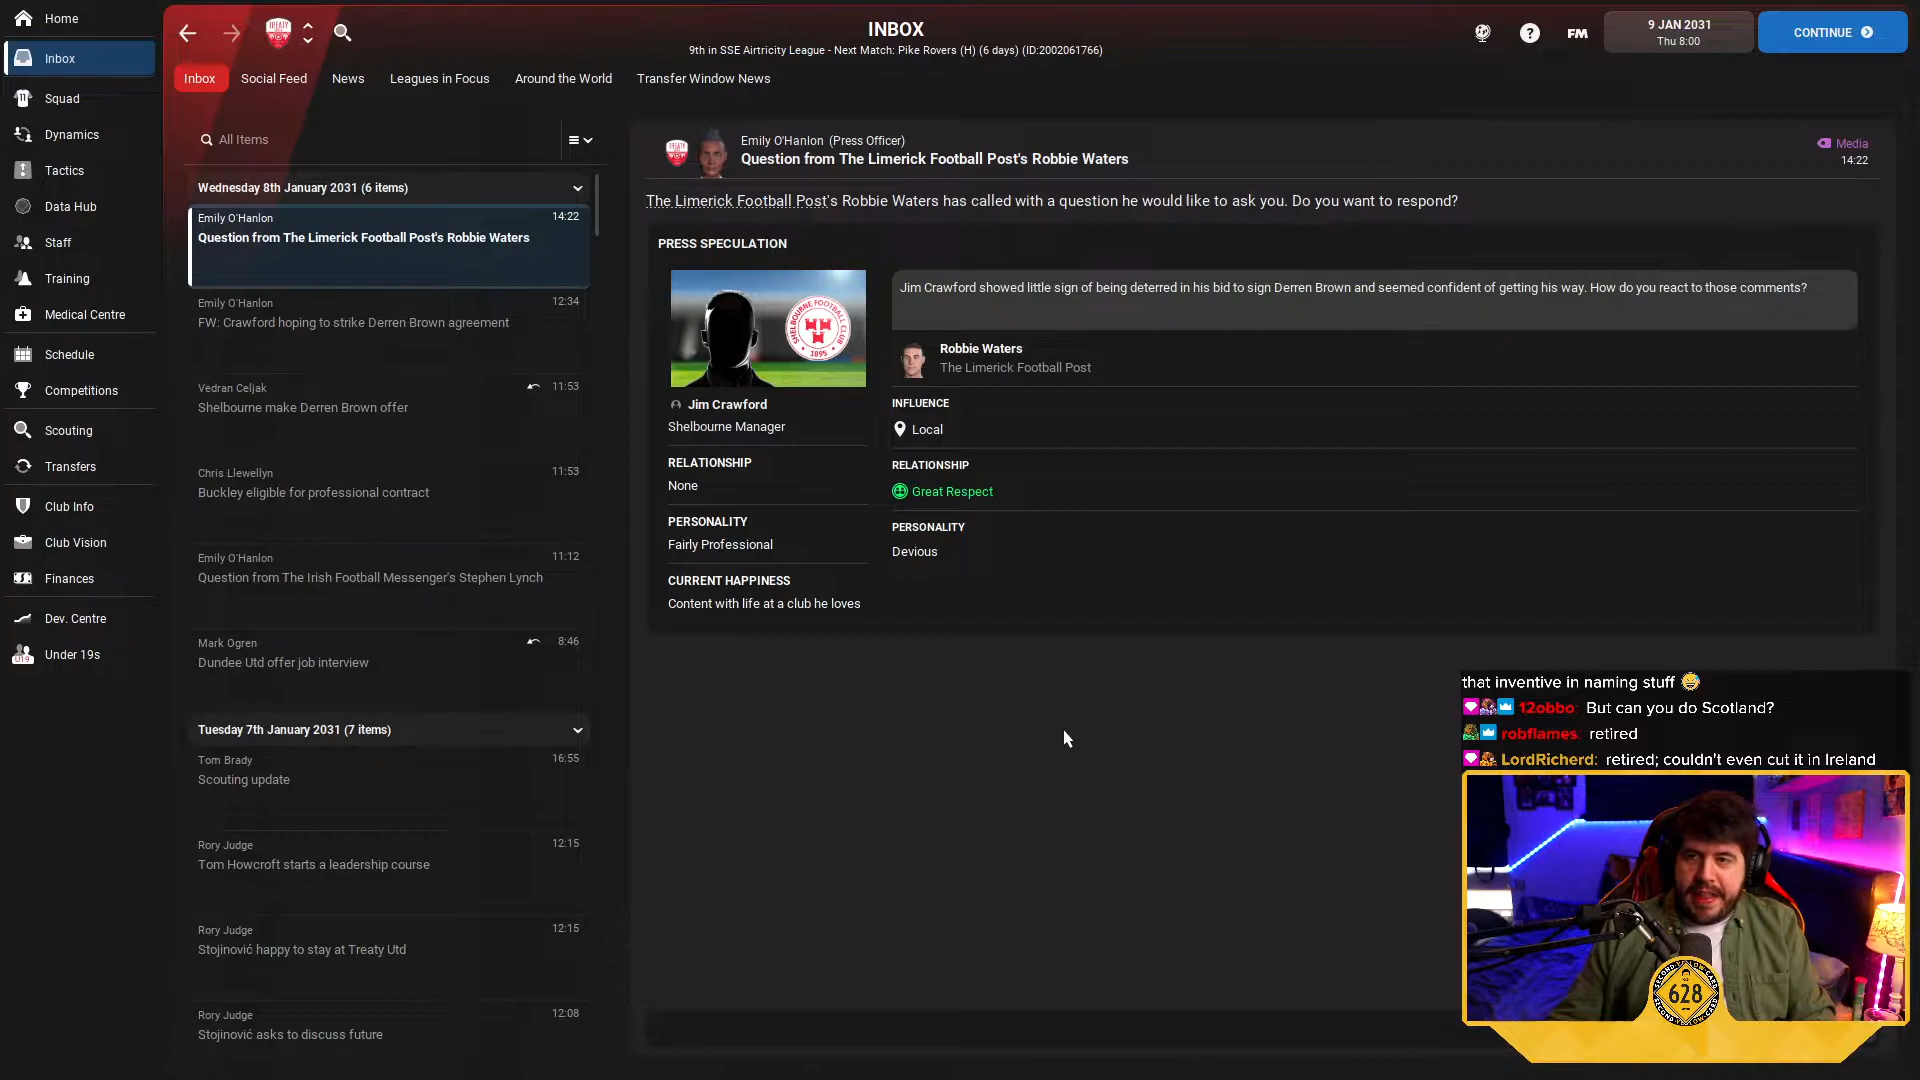 Home
Inbox
Squad
Dynamics
Tactics
Data Hub
Staff
Training
Medical Centre
Schedule
Competitions
Scouting
Transfers
Club Info
Club Vision
Finances
Dev. Centre
Under 19s
INBOX
9th in SSE Airtricity League - Next Match: Pike Rovers (H) (6 days) (ID:2002061766)
FM
9 JAN 2031
Thu 8:00
CONTINUE
Inbox
Social Feed
News
Leagues in Focus
Around the World
Transfer Window News
All Items
Wednesday 8th January 2031 (6 items)
Emily O'Hanlon 14:22
Question from The Limerick Football Post's Robbie Waters
Emily O'Hanlon 12:34
FW: Crawford hoping to strike Derren Brown agreement
Vedran Celjak 11:53
Shelbourne make Derren Brown offer
Chris Llewellyn 11:53
Buckley eligible for professional contract
Emily O'Hanlon 11:12
Question from The Irish Football Messenger's Stephen Lynch
Mark Ogren 8:46
Dundee Utd offer job interview
Tuesday 7th January 2031 (7 items)
Tom Brady 16:55
Scouting update
Rory Judge 12:15
Tom Howcroft starts a leadership course
Rory Judge 12:15
Stojinović happy to stay at Treaty Utd
Rory Judge 12:08
Stojinović asks to discuss future
Emily O'Hanlon (Press Officer)
Question from The Limerick Football Post's Robbie Waters
Media
14:22
The Limerick Football Post's Robbie Waters has called with a question he would like to ask you. Do you want to respond?
PRESS SPECULATION
SHELBOURNE FOOTBALL CLUB
1895
Jim Crawford
Shelbourne Manager
RELATIONSHIP
None
PERSONALITY
Fairly Professional
CURRENT HAPPINESS
Content with life at a club he loves
Jim Crawford showed little sign of being deterred in his bid to sign Derren Brown and seemed confident of getting his way. How do you react to those comments?
Robbie Waters
The Limerick Football Post
INFLUENCE
Local
RELATIONSHIP
Great Respect
PERSONALITY
Devious
that inventive in naming stuff
12obbo: But can you do Scotland?
robflames: retired
LordRicherd: retired; couldn't even cut it in Ireland
SECOND YELLOW CARD
628